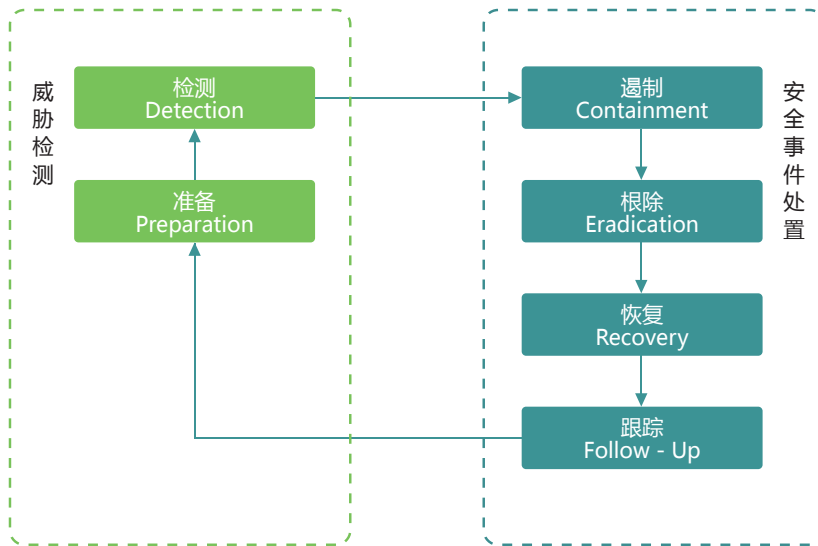 威胁检测
检测
Detection
准备
Preparation
遏制
Containment
根除
Eradication
恢复
Recovery
跟踪
Follow - Up
安全事件处置